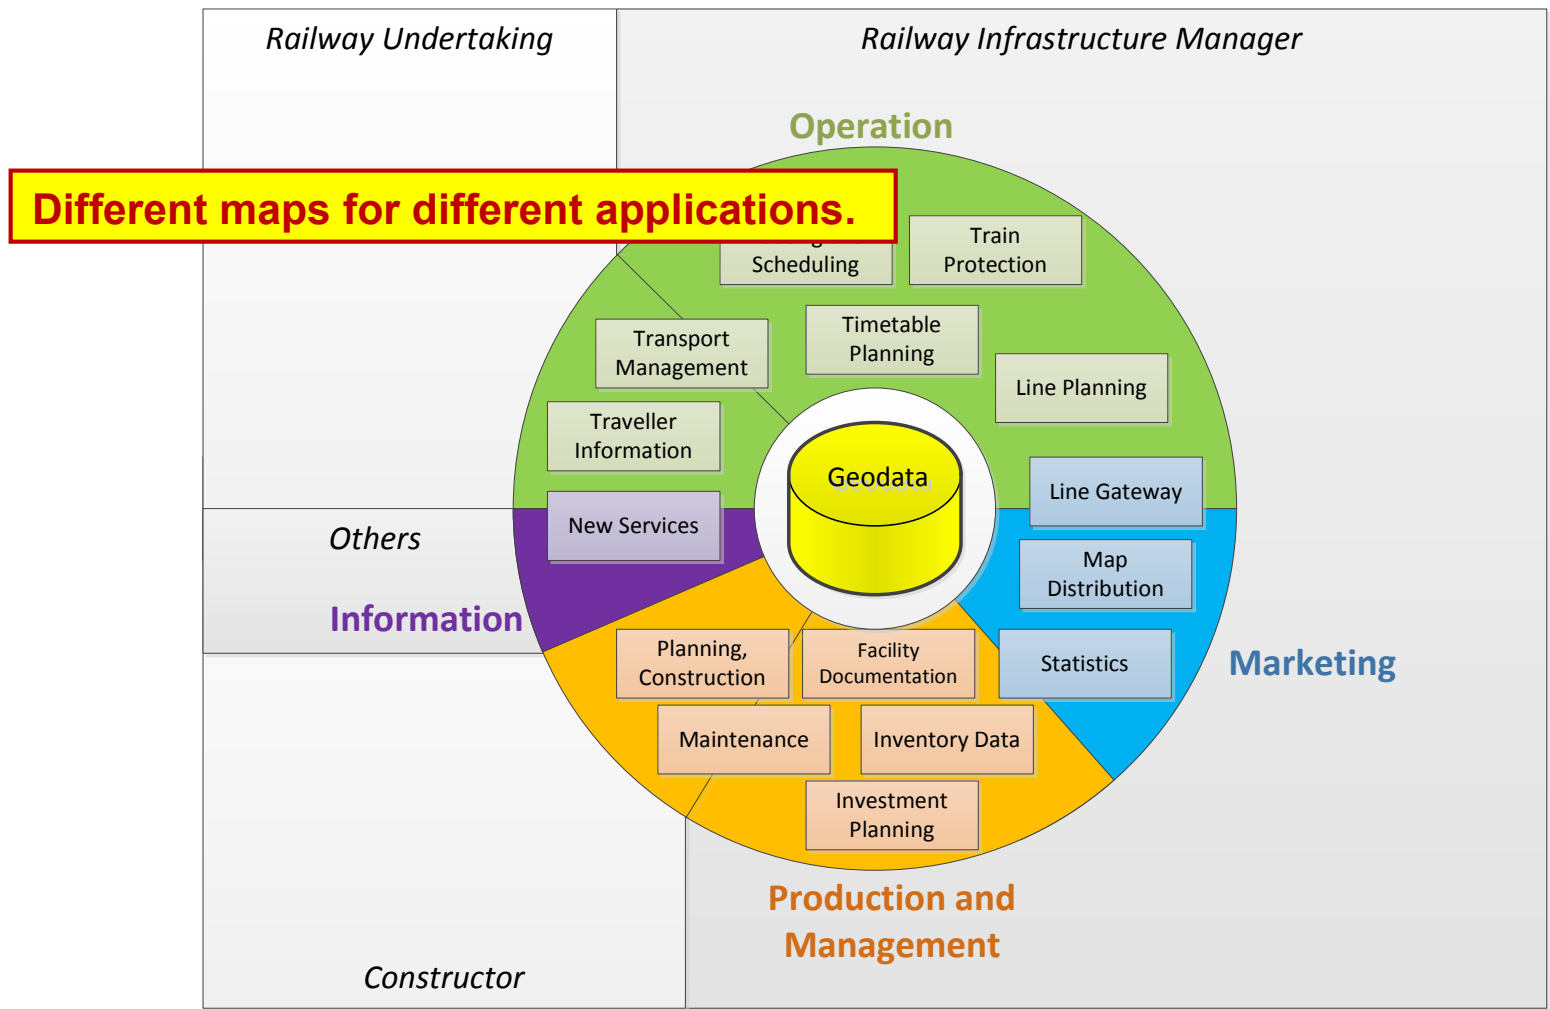 Railway Undertaking
Railway Infrastructure Manager
Operation
Different maps for different applications.
Scheduling
Train
Protection
Transport
Management
Timetable
Planning
Line Planning
Traveller
Information
Geodata
Line Gateway
New Services
Others
Map
Distribution
Information
Planning,
Construction
Facility
Documentation
Statistics
Marketing
Maintenance
Inventory Data
Investment
Planning
Production and
Management
Constructor